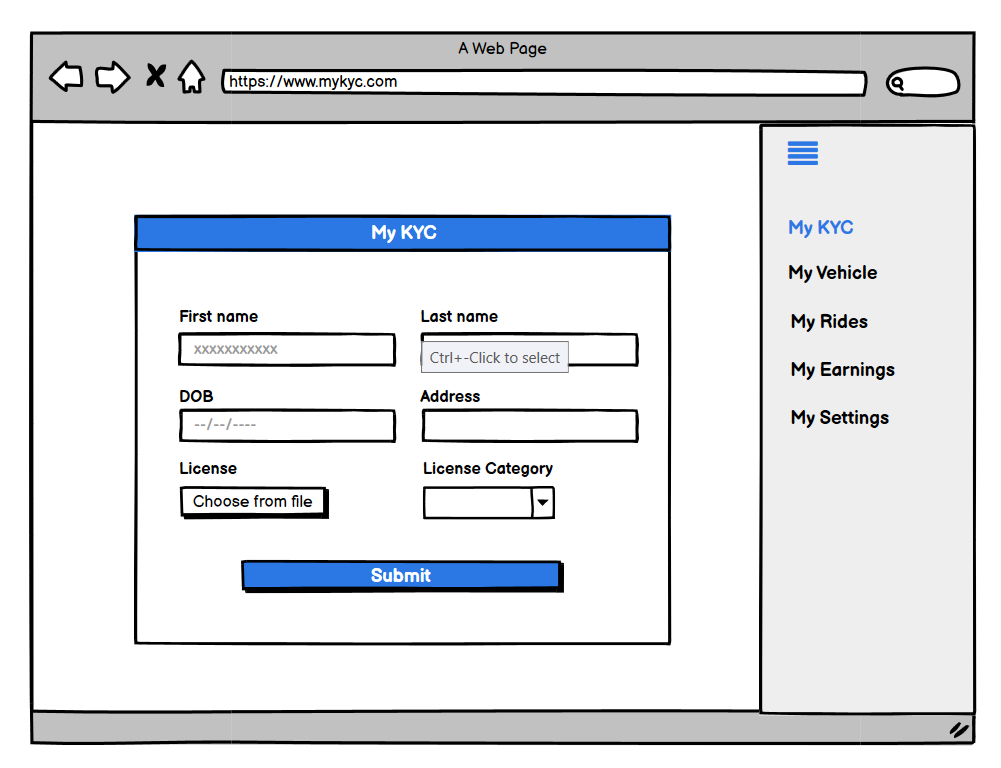 A Web Page
https://www.mykyc.com
My KYC
First name
Last name
xxxxxxxxxxx
Ctrl+-Click to select
DOB
Address
--/--/----
License
License Category
Choose from file
Submit
My KYC
My Vehicle
My Rides
My Earnings
My Settings